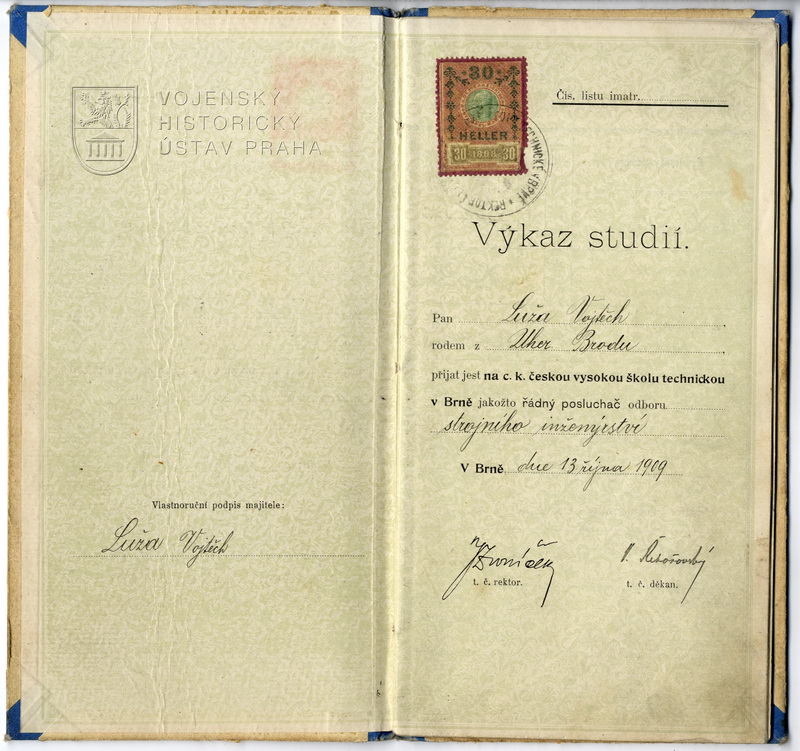 VOJENSKÝ
HISTORICKÝ
ÚSTAV PRAHA
Vlastnoruční podpis majitele:
Luža Vojtěch
30
HELLER
30 1898 30
Čís. listu imatr.
Výkaz studií.
Pan Luža Vojtěch
rodem z Uher Brodu
přijat jest na c. k. českou vysokou školu technickou
v Brně jakožto řádný posluchač odboru
strojního inženýrství
V Brně, dne 13 října 1909
t. č. rektor.
t. č. děkan.